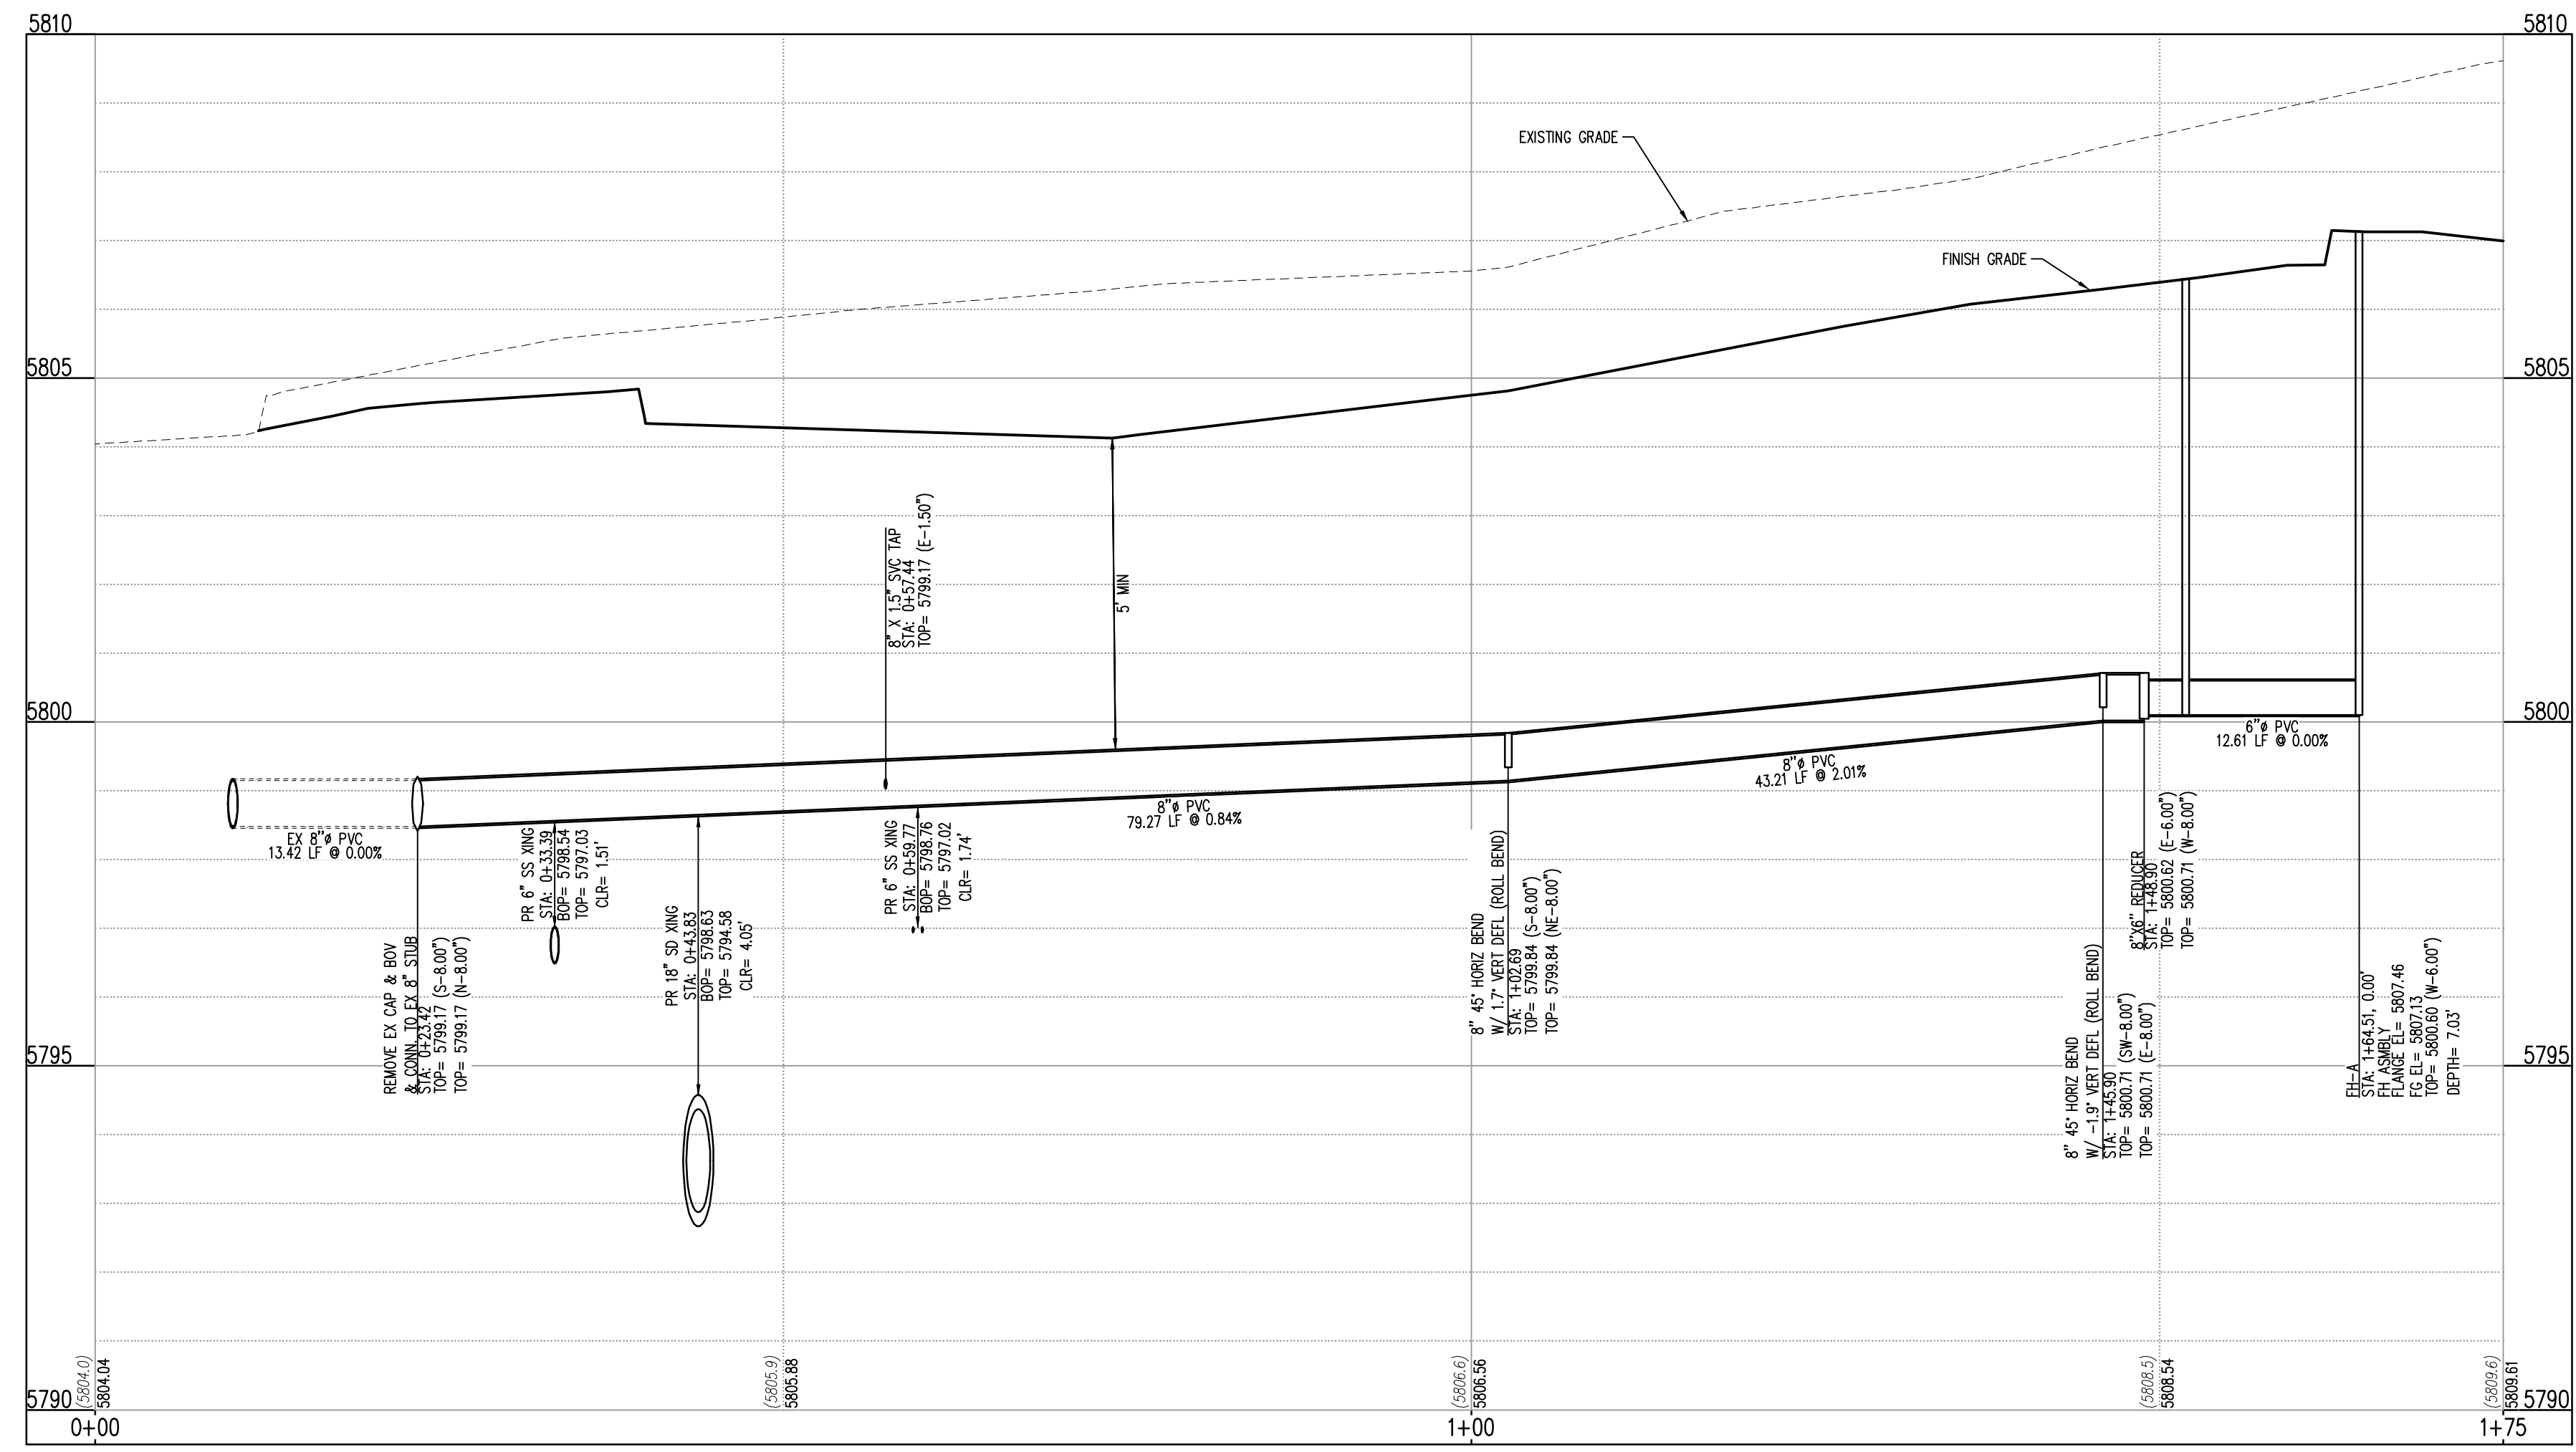 5810
5810
EXISTING GRADE
FINISH GRADE
5805
5805
8" X 1.5" SVC TAP
STA: 0+57.44
TOP= 5799.17 (E-1.50")
5' MIN
5800
5800
EX 8"ø PVC
13.42 LF @ 0.00%
REMOVE EX CAP & BOV
& CONN. TO EX 8" STUB
STA: 0+23.42
TOP= 5799.17 (S-8.00")
TOP= 5799.17 (N-8.00")
PR 6" SS XING
STA: 0+33.39
BOP= 5798.54
TOP= 5797.03
CLR= 1.51'
PR 18" SD XING
STA: 0+43.83
BOP= 5798.63
TOP= 5794.58
CLR= 4.05'
PR 6" SS XING
STA: 0+59.77
BOP= 5798.76
TOP= 5797.02
CLR= 1.74'
8"ø PVC
79.27 LF @ 0.84%
8" 45° HORIZ BEND
W/ 1.7° VERT DEFL (ROLL BEND)
STA: 1+02.69
TOP= 5799.84 (S-8.00")
TOP= 5799.84 (NE-8.00")
8"ø PVC
43.21 LF @ 2.01%
8" 45° HORIZ BEND
W/ -1.9° VERT DEFL (ROLL BEND)
STA: 1+45.90
TOP= 5800.71 (SW-8.00")
TOP= 5800.71 (E-8.00")
8"X6" REDUCER
STA: 1+48.90
TOP= 5800.62 (E-6.00")
TOP= 5800.71 (W-8.00")
6"ø PVC
12.61 LF @ 0.00%
FH-A
STA: 1+64.51, 0.00'
FH ASMBLY
FLANGE EL= 5807.46
FG EL= 5807.13
TOP= 5800.60 (W-6.00")
DEPTH= 7.03'
5795
5795
5790
5790
(5804.0)
5804.04
(5805.9)
5805.88
(5806.6)
5806.56
(5808.5)
5808.54
(5809.6)
5809.61
0+00
1+00
1+75